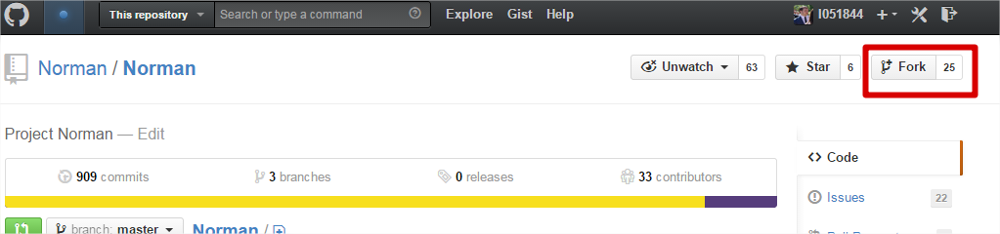 This repository Search or type a command Explore Gist Help I051844
Norman / Norman Unwatch 63 Star 6 Fork 25
Project Norman — Edit
Code
909 commits 3 branches 0 releases 33 contributors
Issues 22
branch: master Norman /